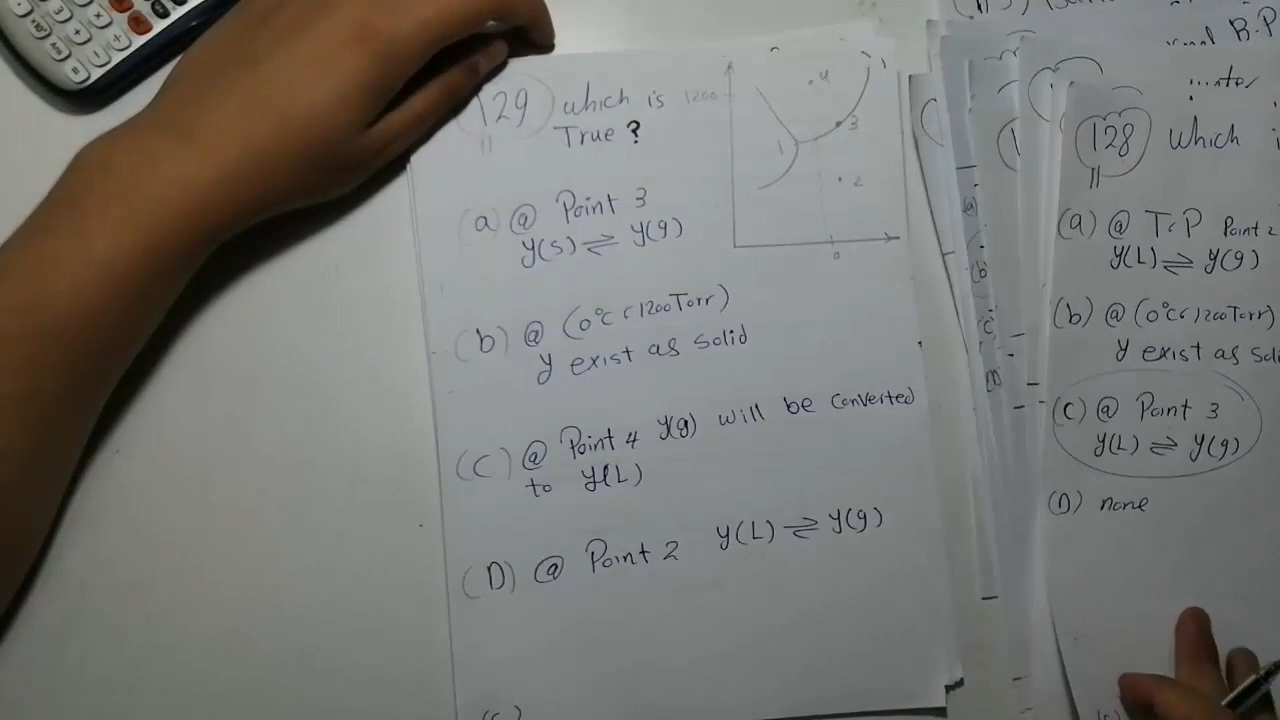 129 which is
True ?
1200
4
1
3
1
2
0
(a) @ Point 3
y(s) ⇌ y(g)
(b) @ (0°C < 1200 Torr)
y exist as solid
(C) @ Point 4 y(g) will be converted
to y(L)
(D) @ Point 2 y(L) ⇌ y(g)
B.P
128 which
(a) @ T.P Point 2
y(L) ⇌ y(g)
(b) @ (0°C < 1200 Torr)
y exist as
(C) @ Point 3
y(L) ⇌ y(g)
(D) none